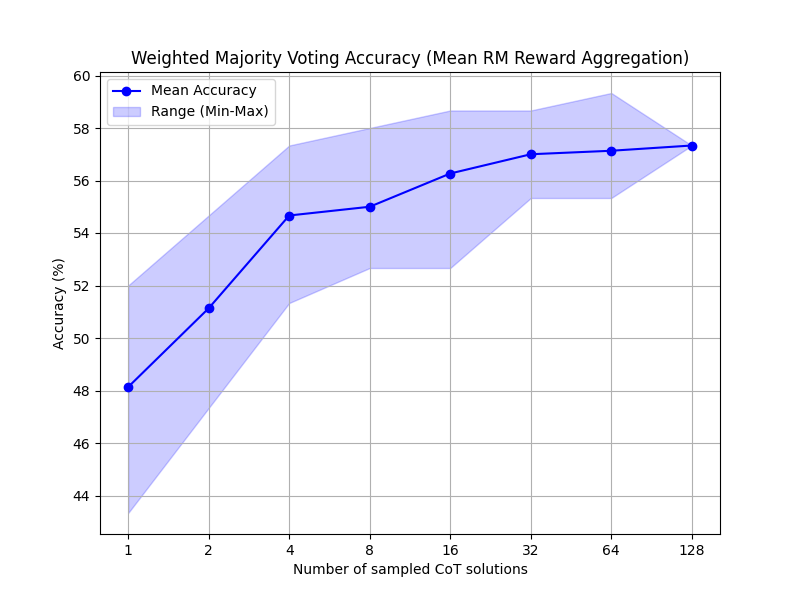 Weighted Majority Voting Accuracy (Mean RM Reward Aggregation)
Mean Accuracy
Range (Min-Max)
60
58
56
54
52
50
48
46
44
Accuracy (%)
1 2 4 8 16 32 64 128
Number of sampled CoT solutions